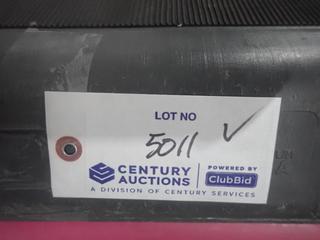 LOT NO
5011 ✓
CENTURY AUCTIONS POWERED BY ClubBid
A DIVISION OF CENTURY SERVICES